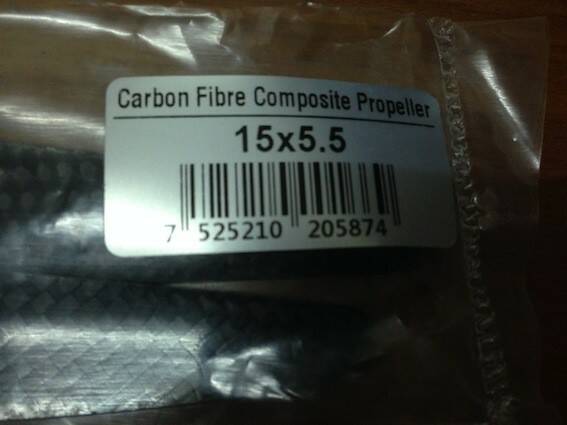 Carbon Fibre Composite Propeller
15x5.5
7 525210 205874